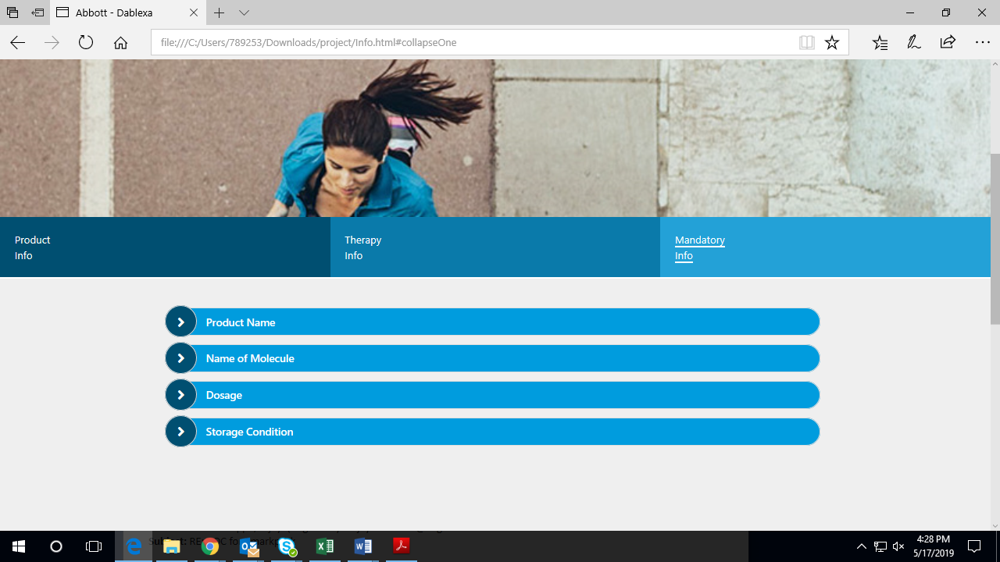 Abbott - Dablexa
file:///C:/Users/789253/Downloads/project/Info.html#collapseOne
Product
Info
Therapy
Info
Mandatory
Info
Product Name
Name of Molecule
Dosage
Storage Condition
Subject:
4:28 PM
5/17/2019